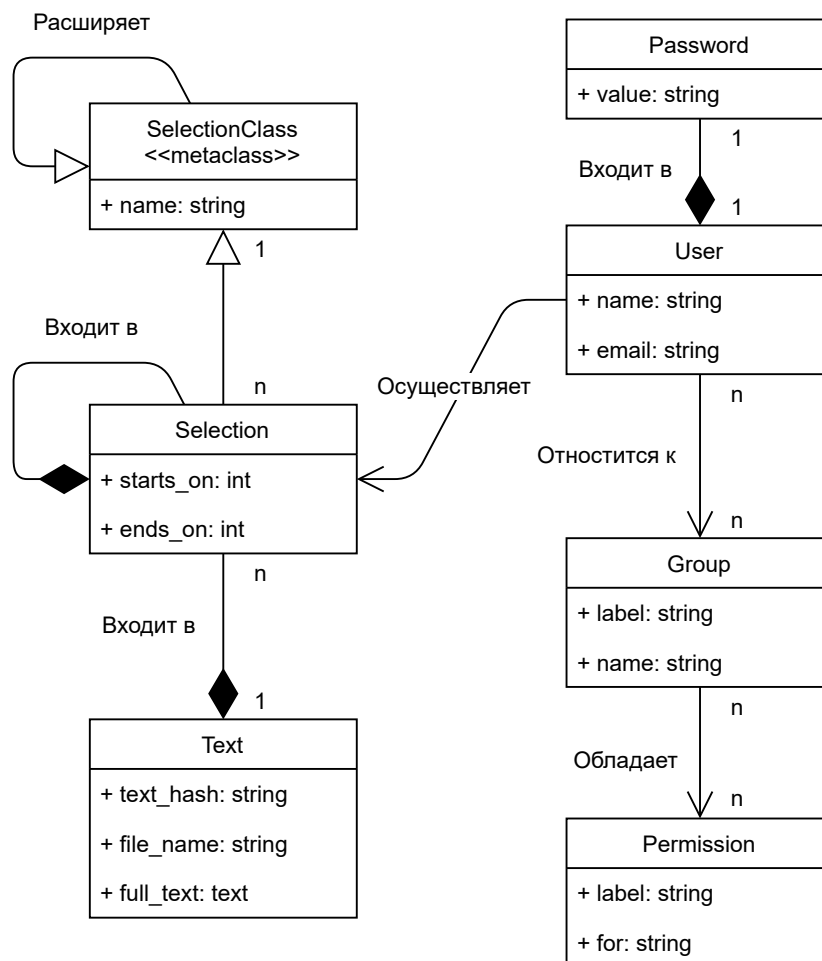 Расширяет
SelectionClass
<<metaclass>>
+ name: string
1
Входит в
n
Selection
+ starts_on: int
+ ends_on: int
n
Входит в
1
Text
+ text_hash: string
+ file_name: string
+ full_text: text
Осуществляет
Password
+ value: string
1
Входит в
1
User
+ name: string
+ email: string
n
Отностится к
n
Group
+ label: string
+ name: string
n
Обладает
n
Permission
+ label: string
+ for: string